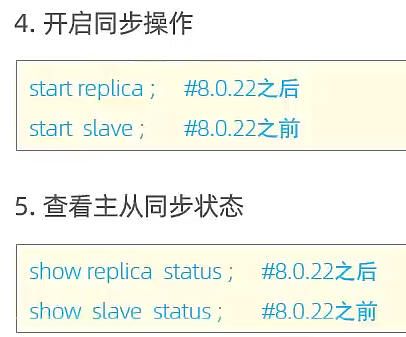 4. 开启同步操作
start replica ; #8.0.22之后
start slave ; #8.0.22之前
5. 查看主从同步状态
show replica status ; #8.0.22之后
show slave status ; #8.0.22之前